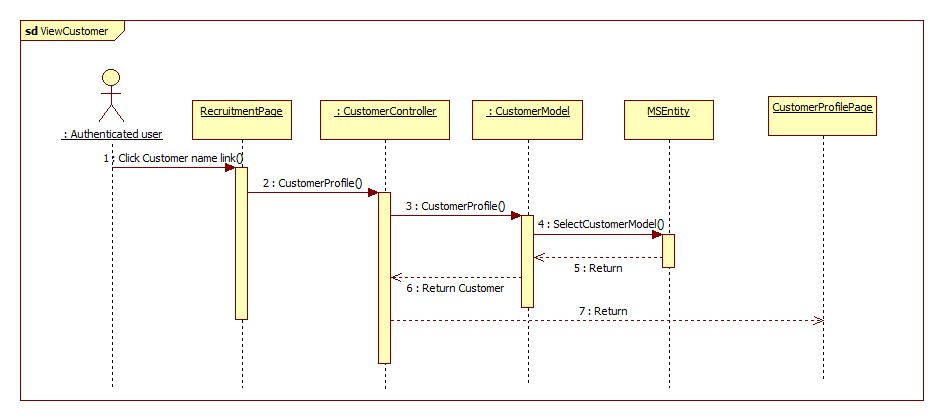 sd ViewCustomer
: Authenticated user
RecruitmentPage
: CustomerController
: CustomerModel
MSEntity
CustomerProfilePage
1 : Click Customer name link()
2 : CustomerProfile()
3 : CustomerProfile()
4 : SelectCustomerModel()
5 : Return
6 : Return Customer
7 : Return